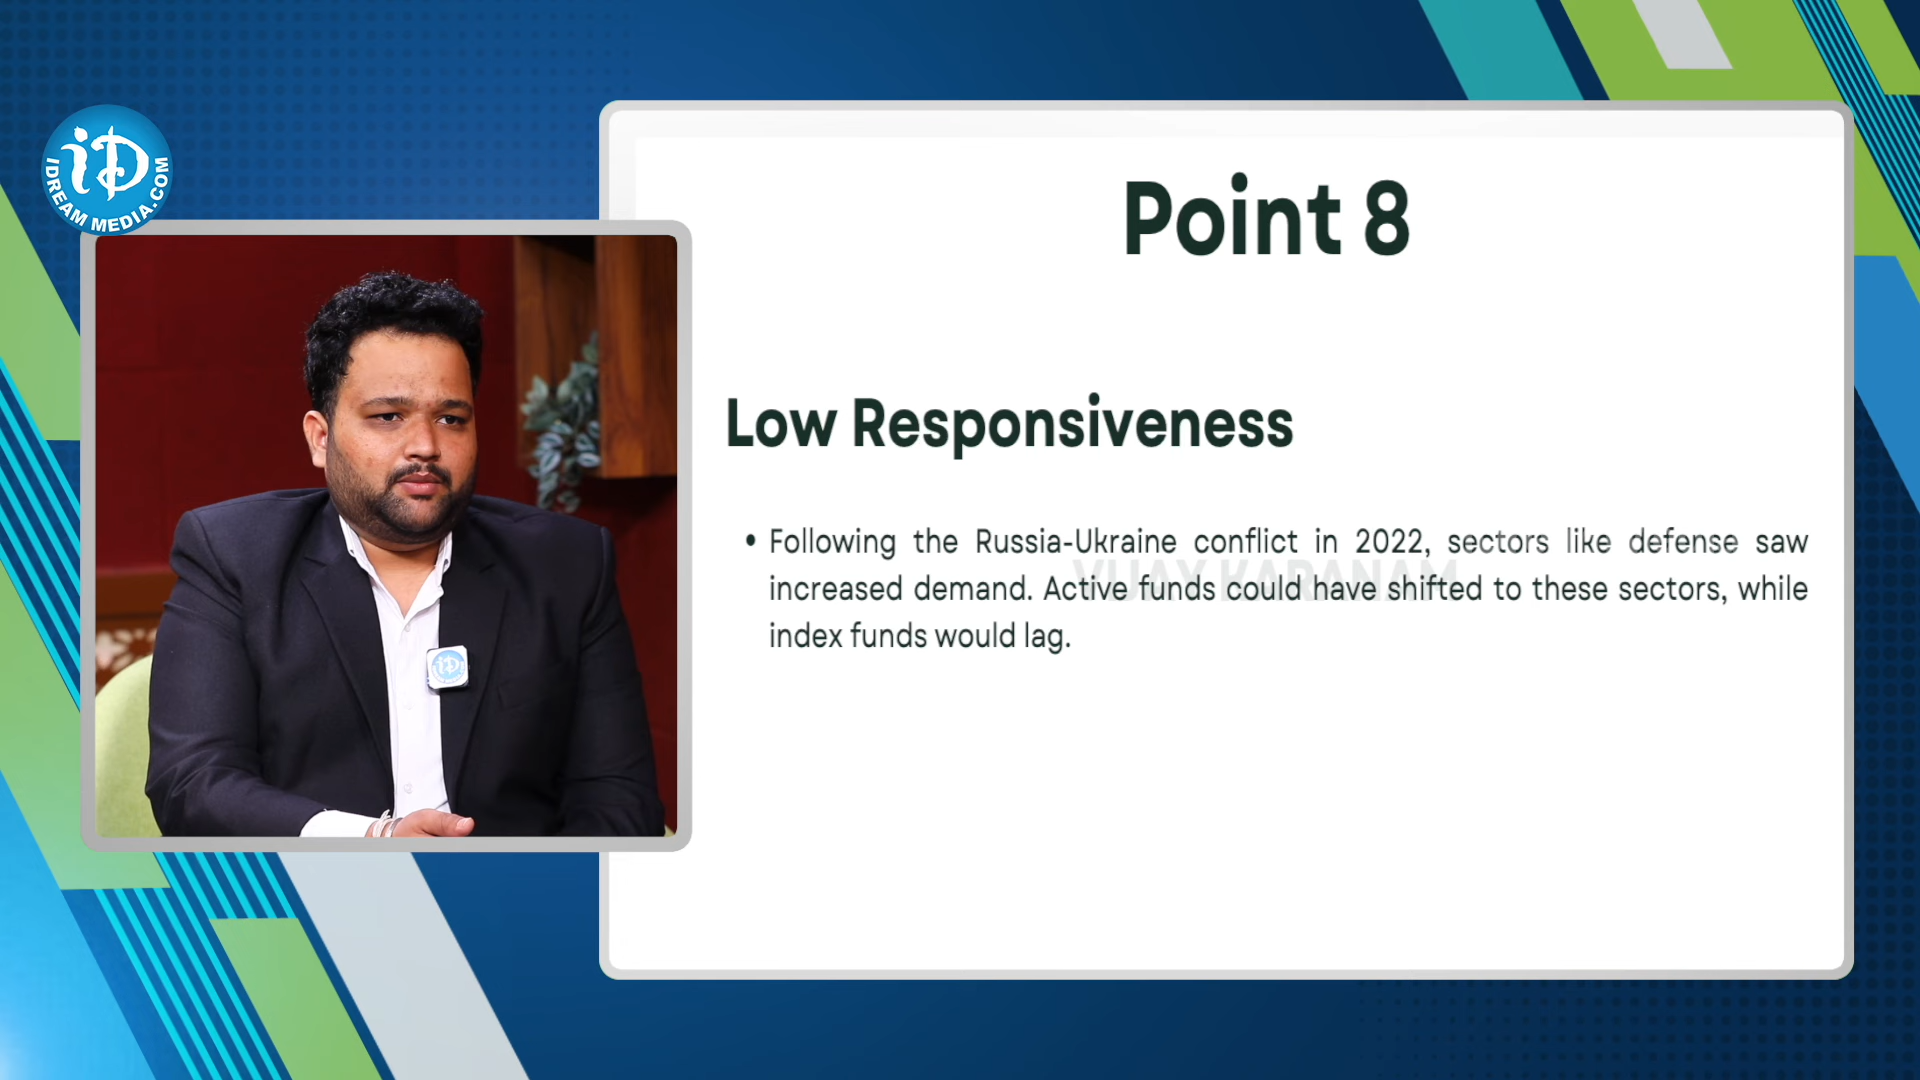 iD
IDREAM MEDIA.COM
Point 8
Low Responsiveness
• Following the Russia-Ukraine conflict in 2022, sectors like defense saw
VIJAY KARANAM
increased demand. Active funds could have shifted to these sectors, while
index funds would lag.
iD